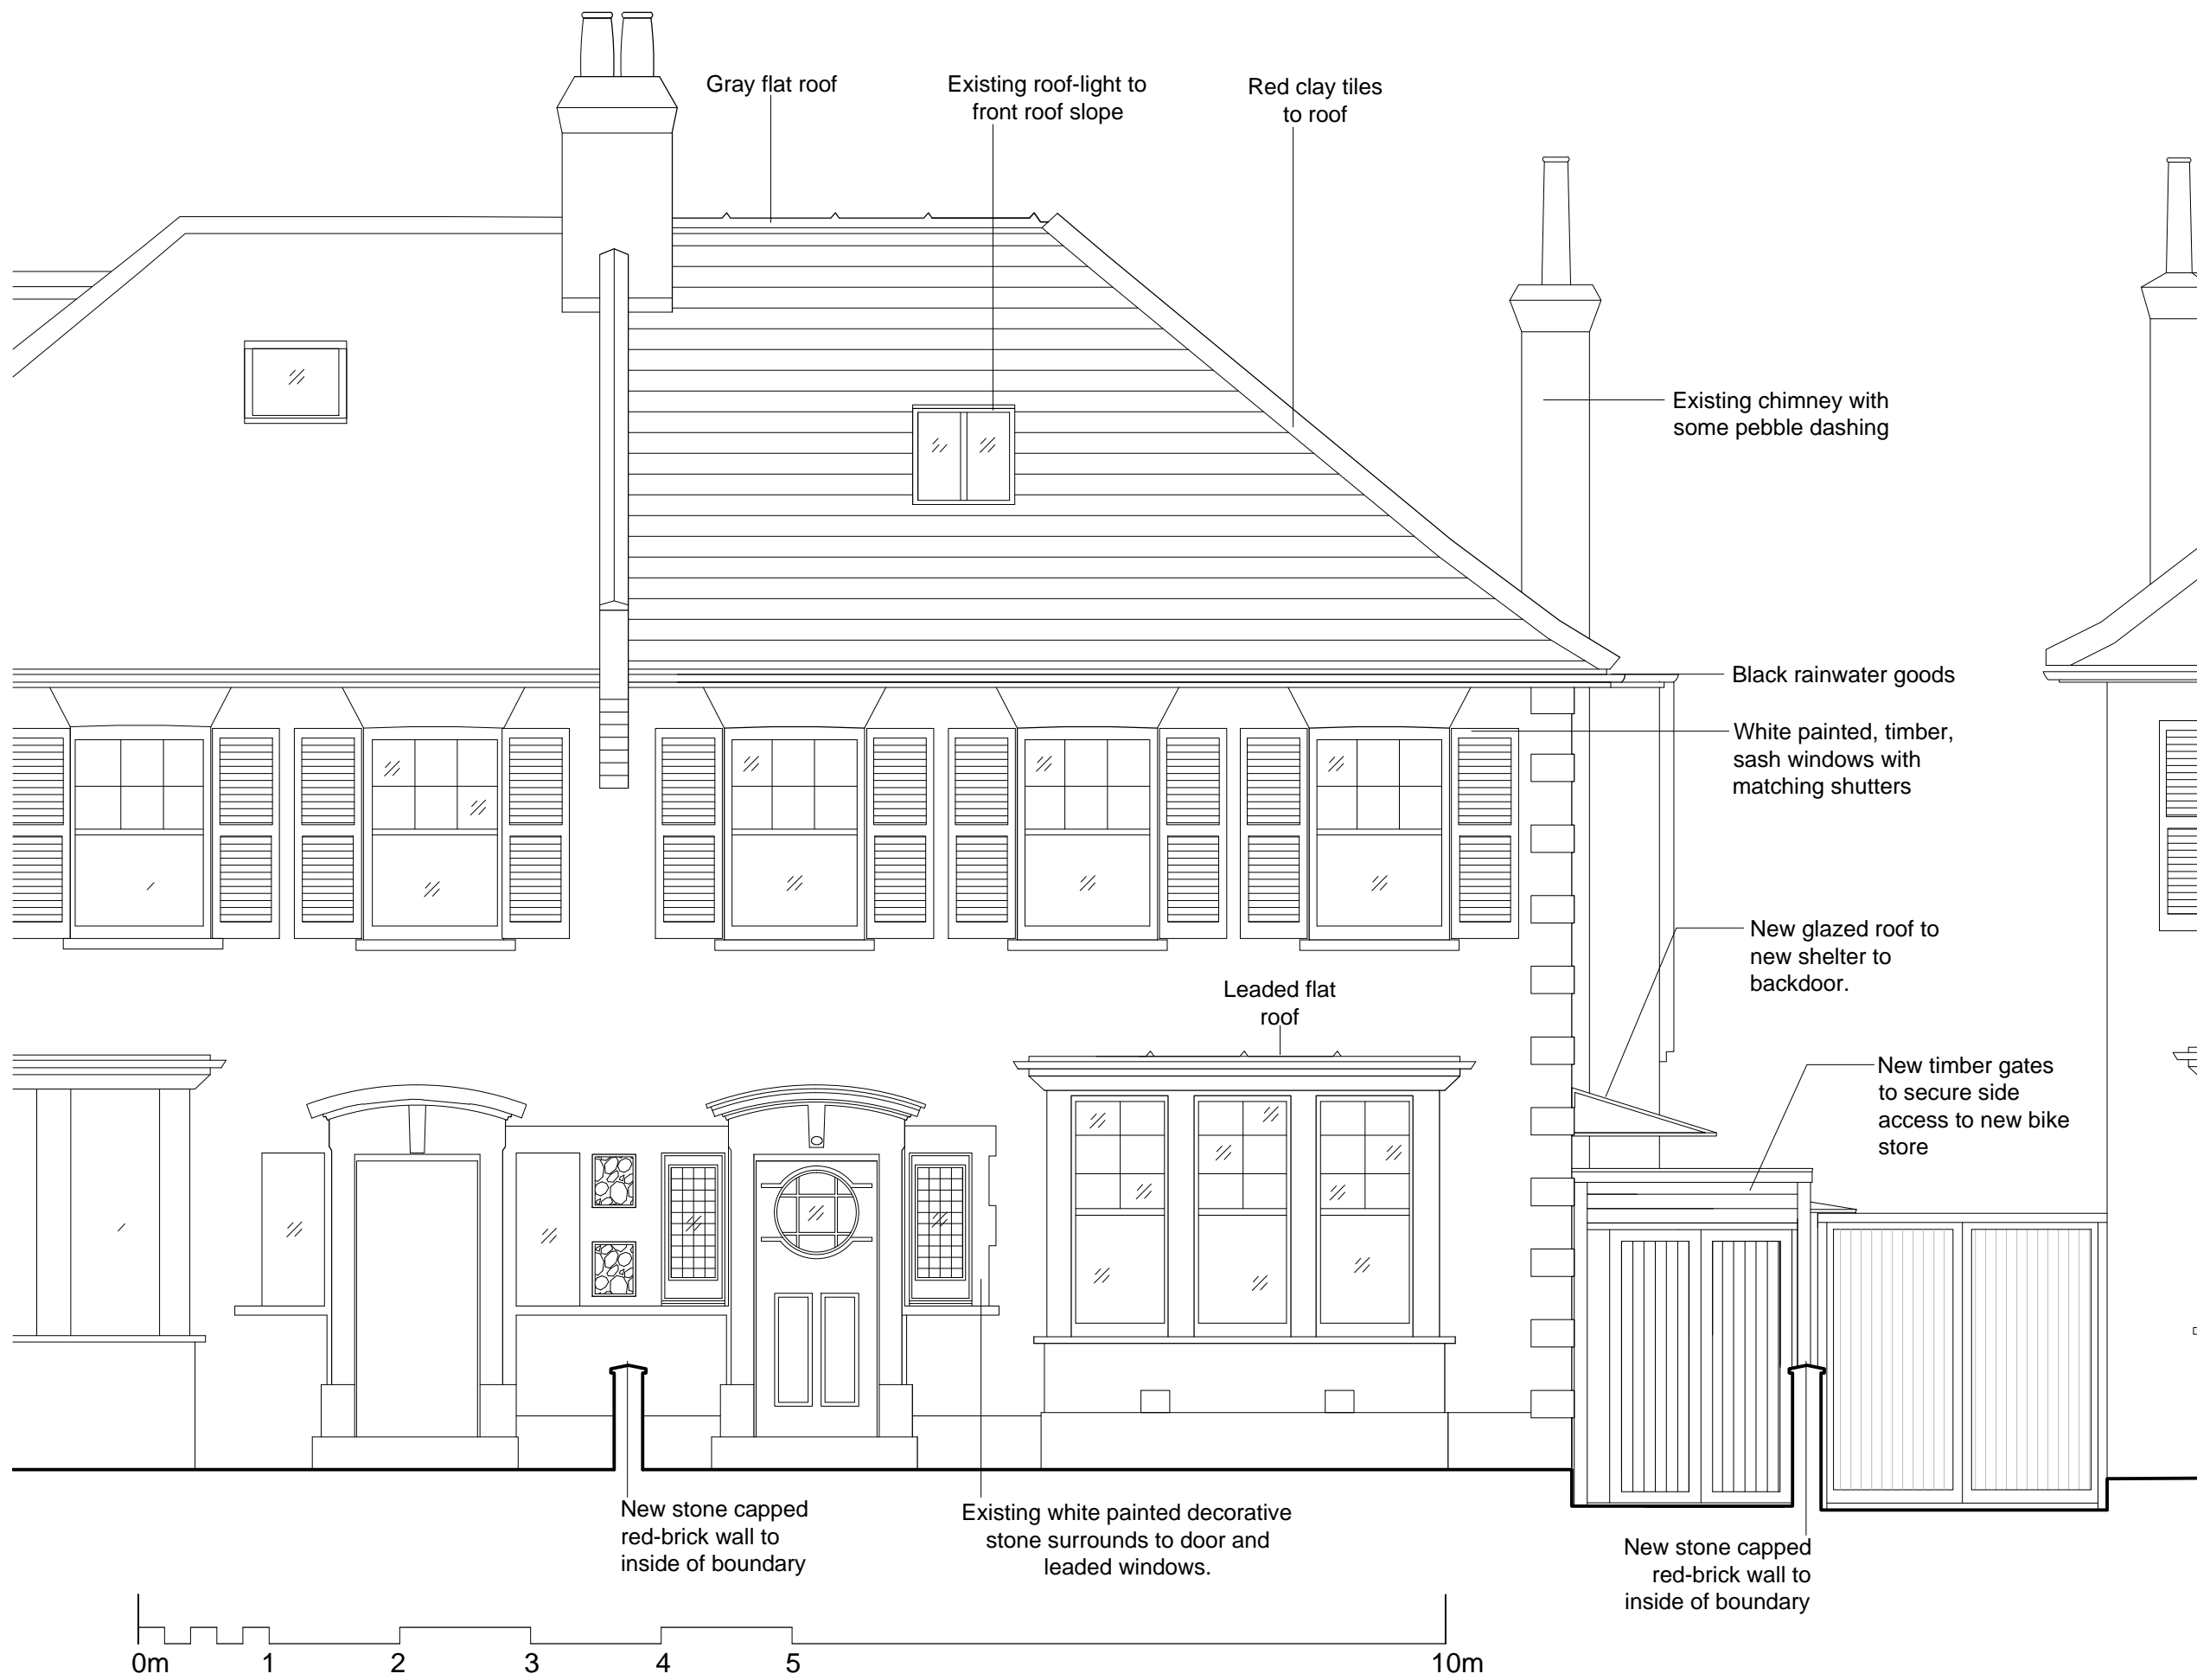 Gray flat roof
Existing roof-light to
front roof slope
Red clay tiles
to roof
Existing chimney with
some pebble dashing
Black rainwater goods
White painted, timber,
sash windows with
matching shutters
New glazed roof to
new shelter to
backdoor.
Leaded flat
roof
New timber gates
to secure side
access to new bike
store
New stone capped
red-brick wall to
inside of boundary
Existing white painted decorative
stone surrounds to door and
leaded windows.
New stone capped
red-brick wall to
inside of boundary
0m 1 2 3 4 5 10m